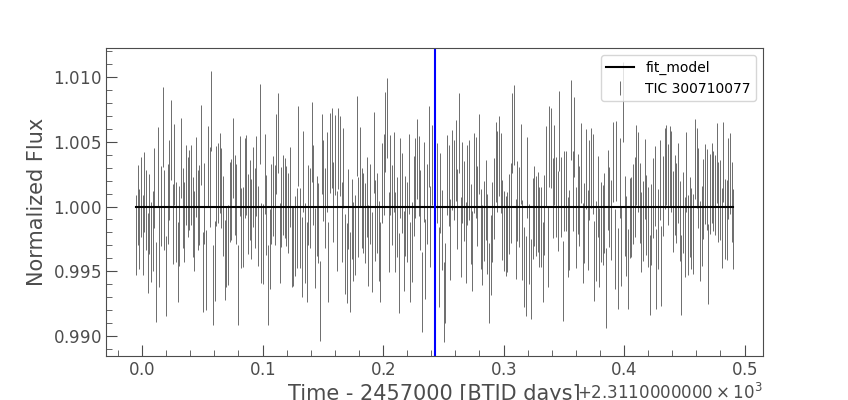 fit_model
TIC 300710077
Normalized Flux
1.010
1.005
1.000
0.995
0.990
0.0 0.1 0.2 0.3 0.4 0.5
Time - 2457000 [BTJD days]
+2.3110000000 × 10³